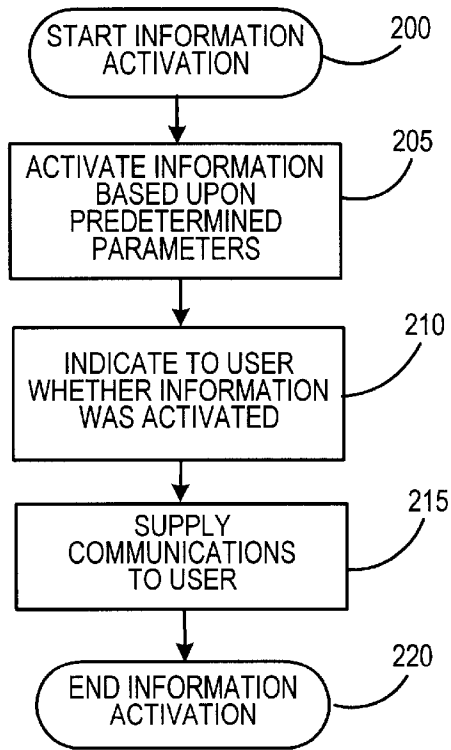 START INFORMATION
ACTIVATION
200
ACTIVATE INFORMATION
BASED UPON
PREDETERMINED
PARAMETERS
205
INDICATE TO USER
WHETHER INFORMATION
WAS ACTIVATED
210
SUPPLY
COMMUNICATIONS
TO USER
215
END INFORMATION
ACTIVATION
220